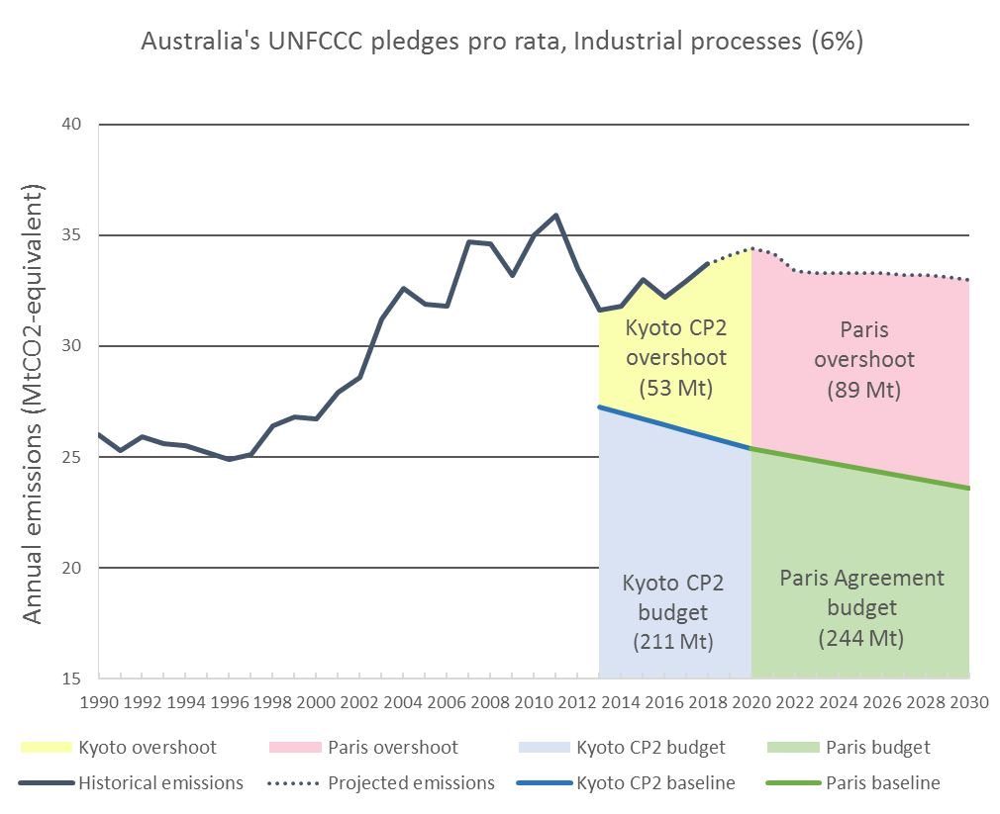 Australia's UNFCCC pledges pro rata, Industrial processes (6%)
Annual emissions (MtCO2-equivalent)
40
35
30
25
20
15
Kyoto CP2
overshoot
(53 Mt)
Paris
overshoot
(89 Mt)
Kyoto CP2
budget
(211 Mt)
Paris Agreement
budget
(244 Mt)
1990 1992 1994 1996 1998 2000 2002 2004 2006 2008 2010 2012 2014 2016 2018 2020 2022 2024 2026 2028 2030
Kyoto overshoot Paris overshoot Kyoto CP2 budget Paris budget
Historical emissions Projected emissions Kyoto CP2 baseline Paris baseline